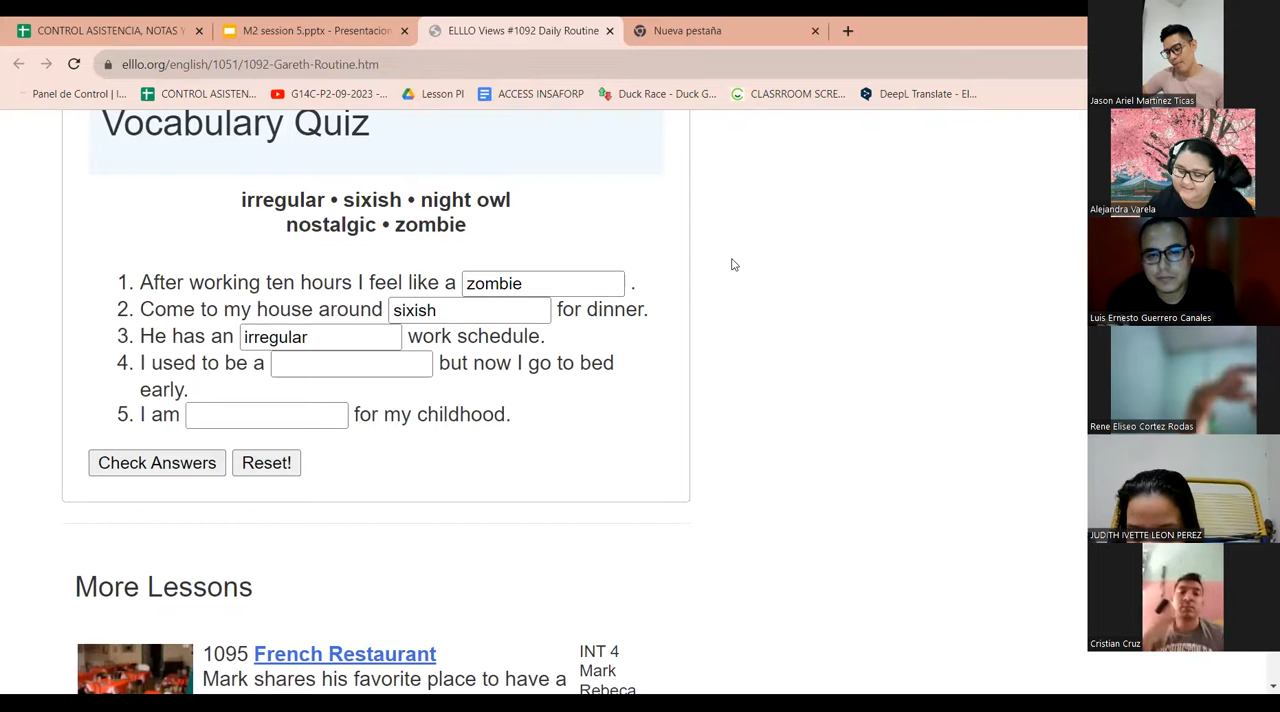 CONTROL ASISTENCIA, NOTAS Y
M2 session 5.pptx - Presentacion
ELLLO Views #1092 Daily Routine
Nueva pestaña
elllo.org/english/1051/1092-Gareth-Routine.htm
Panel de Control | I...
CONTROL ASISTEN...
G14C-P2-09-2023 -...
Lesson PI
ACCESS INSAFORP
Duck Race - Duck G...
CLASRROOM SCRE...
DeepL Translate - El...
Vocabulary Quiz
irregular • sixish • night owl
nostalgic • zombie
1. After working ten hours I feel like a zombie .
2. Come to my house around sixish for dinner.
3. He has an irregular work schedule.
4. I used to be a but now I go to bed
early.
5. I am for my childhood.
Check Answers Reset!
More Lessons
1095 French Restaurant
Mark shares his favorite place to have a
INT 4
Mark
Rebeca
Jason Ariel Martínez Ticas
Alejandra Varela
Luis Ernesto Guerrero Canales
Rene Eliseo Cortez Rodas
JUDITH IVETTE LEON PEREZ
Cristian Cruz